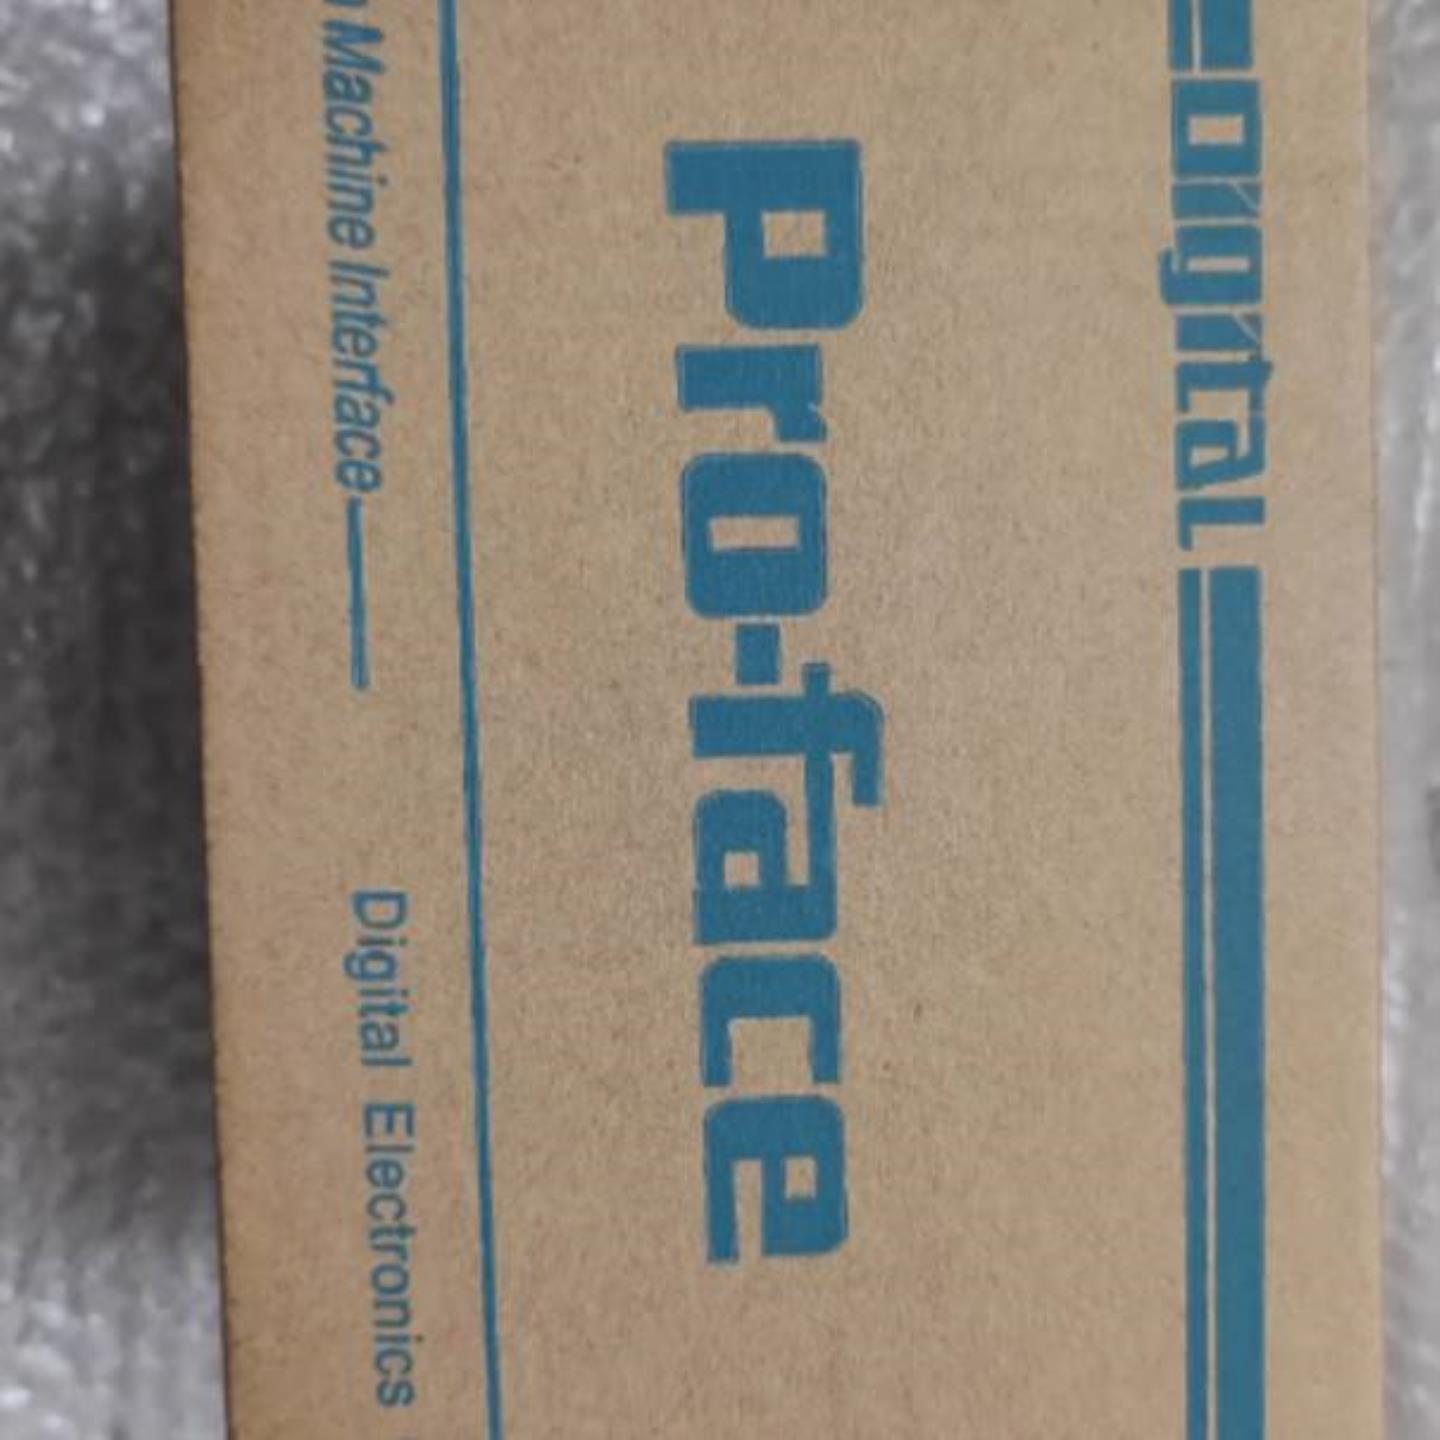 Digital
Pro-face
Machine Interface
Digital Electronics